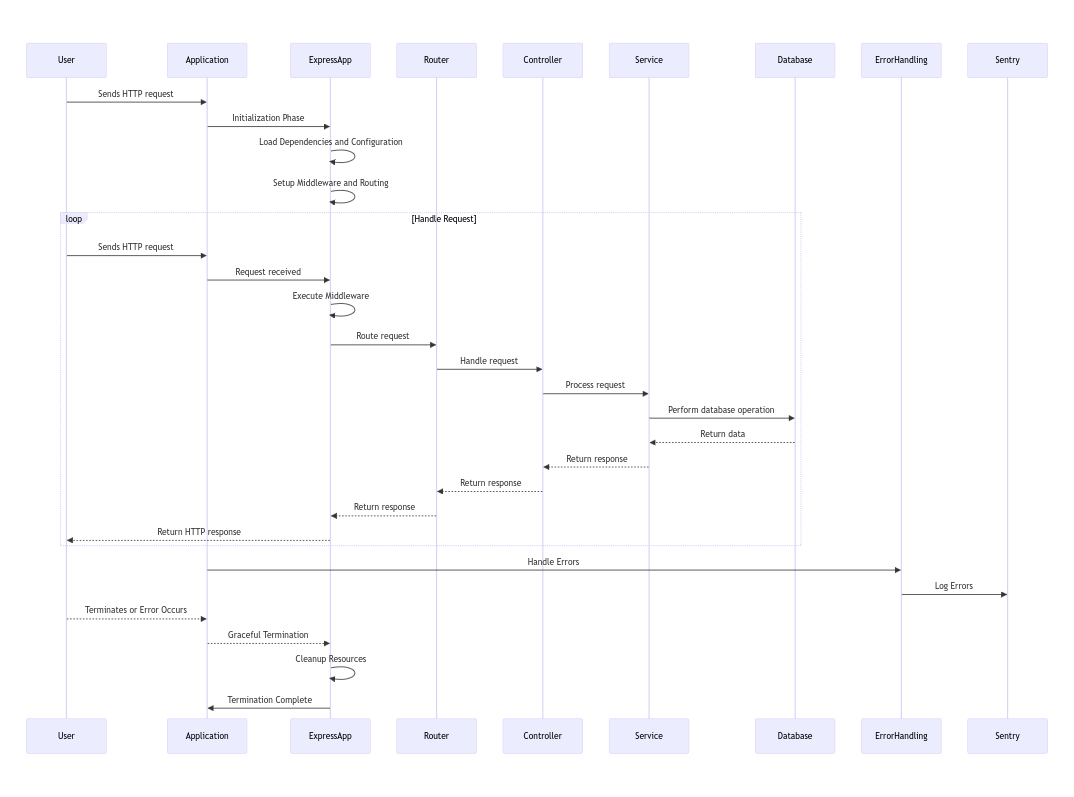 User Application ExpressApp Router Controller Service Database ErrorHandling Sentry
Sends HTTP request
Initialization Phase
Load Dependencies and Configuration
Setup Middleware and Routing
loop [Handle Request]
Sends HTTP request
Request received
Execute Middleware
Route request
Handle request
Process request
Perform database operation
Return data
Return response
Return response
Return response
Return HTTP response
Handle Errors
Log Errors
Terminates or Error Occurs
Graceful Termination
Cleanup Resources
Termination Complete
User Application ExpressApp Router Controller Service Database ErrorHandling Sentry